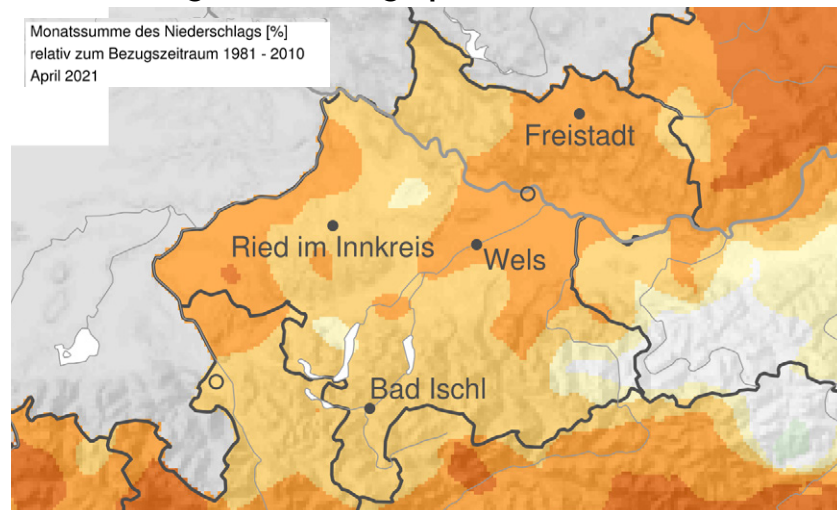 Monatssumme des Niederschlags [%]
relativ zum Bezugszeitraum 1981 - 2010
April 2021
Freistadt
Ried im Innkreis
Wels
Bad Ischl